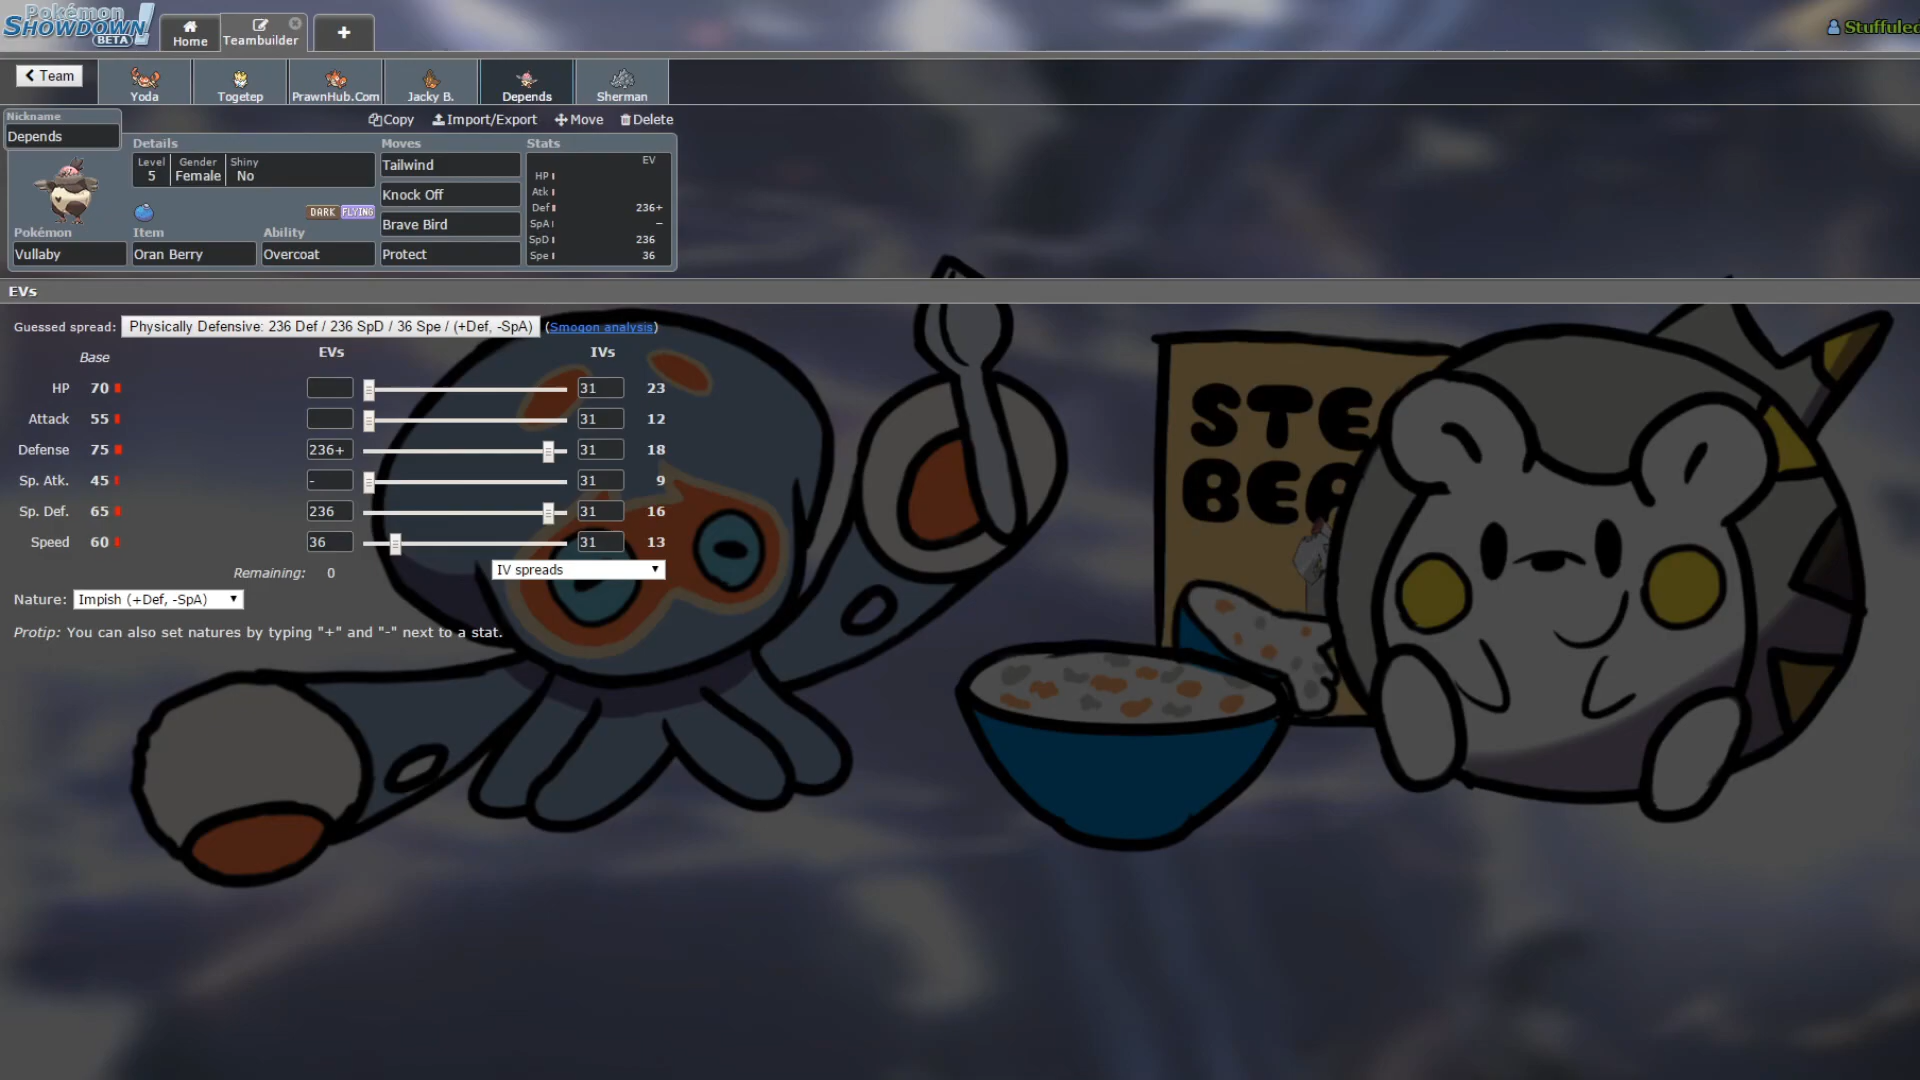 Pokémon
Showdown!
BETA
Home
Teambuilder
+
Stuffuled
Team
Yoda
Togetep
PrawnHub.Com
Jacky B.
Depends
Sherman
Nickname
Depends
Copy
Import/Export
Move
Delete
Details
Level
5
Gender
Female
Shiny
No
DARK FLYING
Pokémon
Vullaby
Item
Oran Berry
Ability
Overcoat
Moves
Tailwind
Knock Off
Brave Bird
Protect
Stats
EV
HP
Atk
Def 236+
SpA −
SpD 236
Spe 36
EVs
Guessed spread: Physically Defensive: 236 Def / 236 SpD / 36 Spe / (+Def, -SpA) (Smogon analysis)
Base EVs IVs
HP 70 31 23
Attack 55 31 12
Defense 75 236+ 31 18
Sp. Atk. 45 - 31 9
Sp. Def. 65 236 31 16
Speed 60 36 31 13
Remaining: 0
IV spreads
Nature: Impish (+Def, -SpA)
Protip: You can also set natures by typing "+" and "-" next to a stat.
STE
BEA